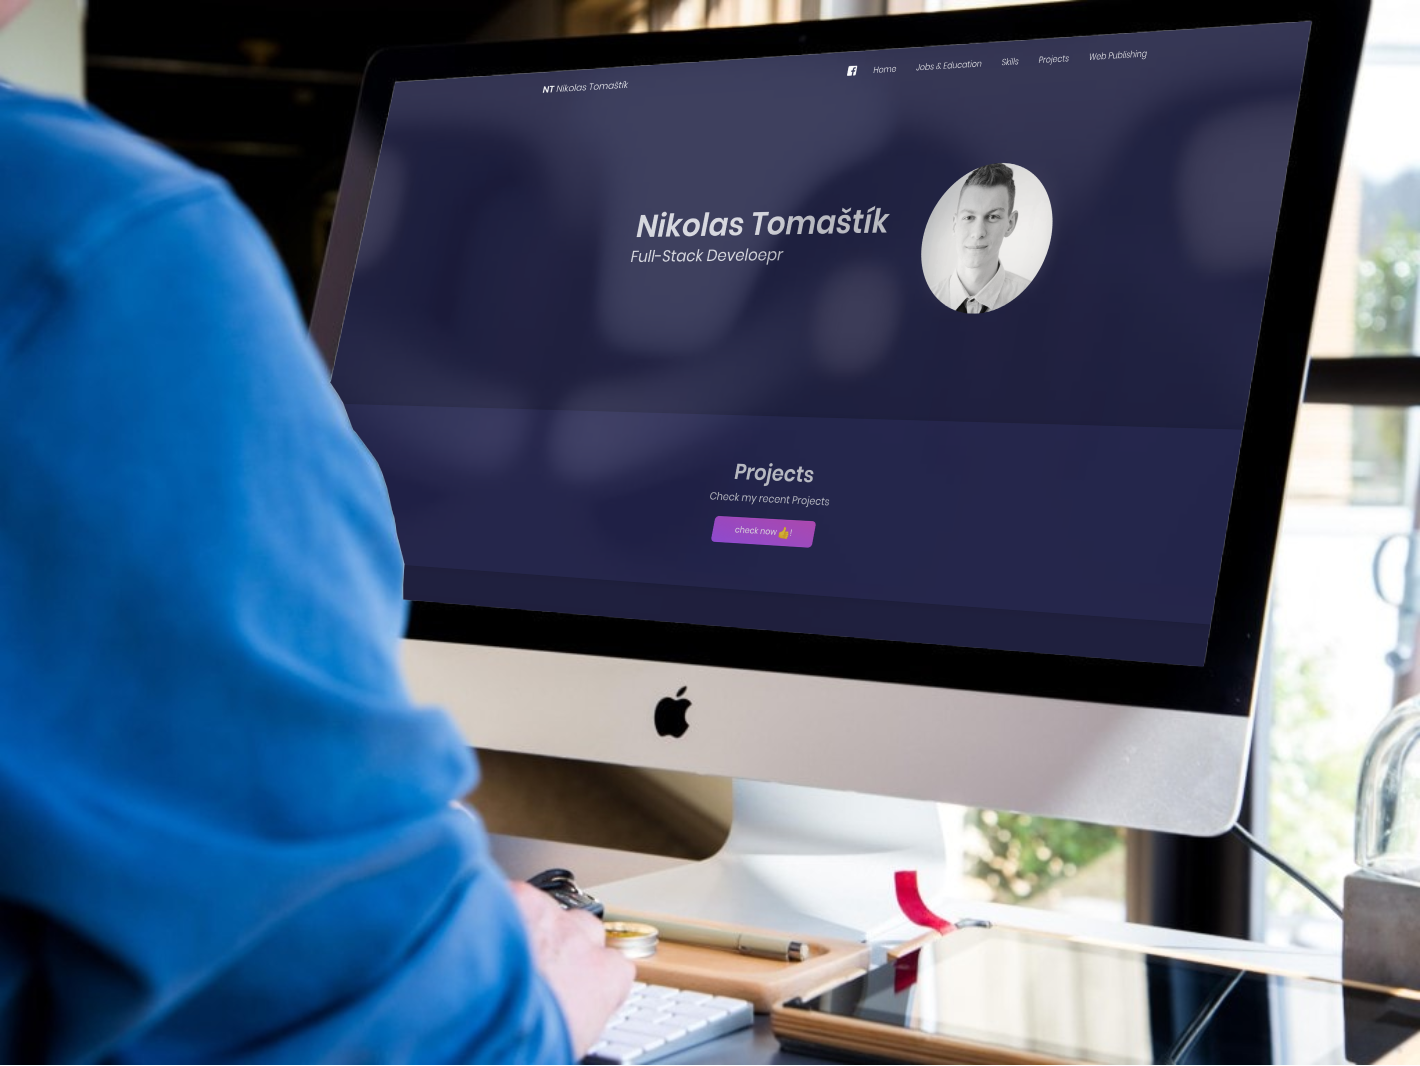 NT Nikolas Tomaštík
Home Jobs & Education Skills Projects Web Publishing
Nikolas Tomaštík
Full-Stack Develoepr
Projects
Check my recent Projects
check now 👍!